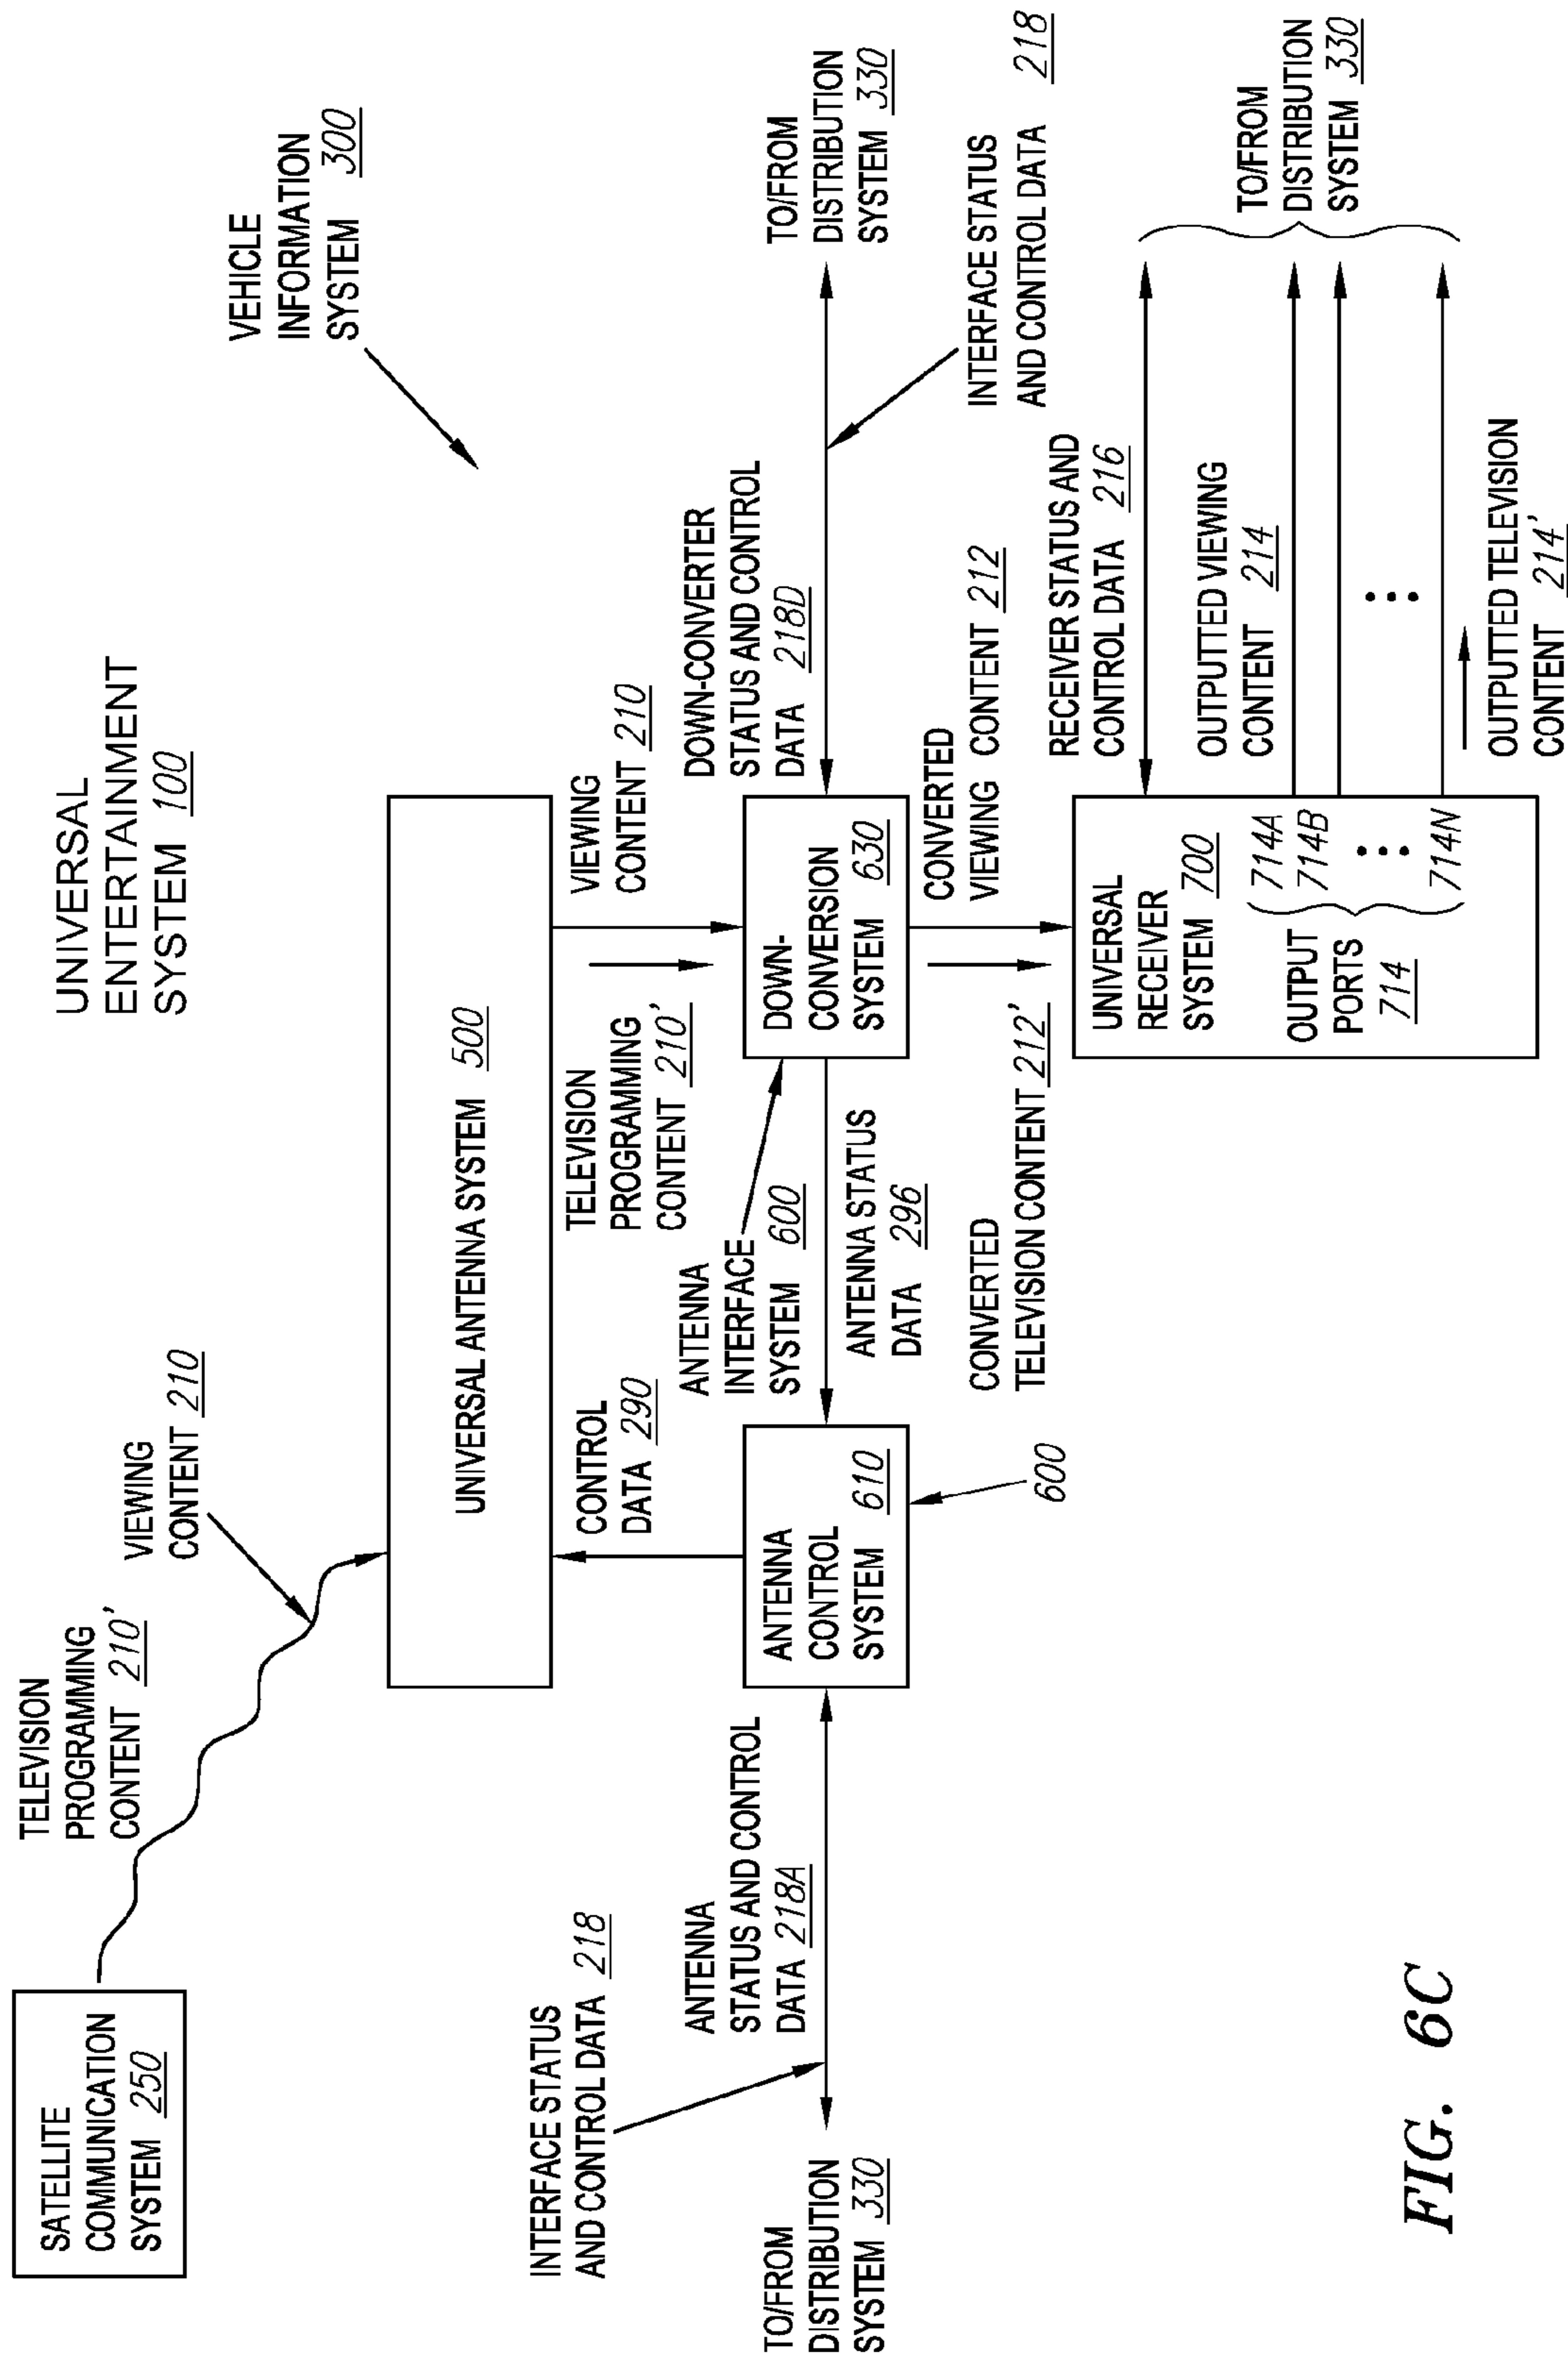 UNIVERSAL
ENTERTAINMENT
SYSTEM 100
VEHICLE
INFORMATION
SYSTEM 300
SATELLITE
COMMUNICATION
SYSTEM 250
TELEVISION
PROGRAMMING
CONTENT 210'
VIEWING
CONTENT 210
UNIVERSAL ANTENNA SYSTEM 500
CONTROL
DATA 290
TELEVISION
PROGRAMMING
CONTENT 210'
VIEWING
CONTENT 210
INTERFACE STATUS
AND CONTROL DATA 218
ANTENNA
STATUS AND CONTROL
DATA 218A
TO/FROM
DISTRIBUTION
SYSTEM 330
ANTENNA
CONTROL
SYSTEM 610
600
ANTENNA
INTERFACE
SYSTEM 600
ANTENNA STATUS
DATA 296
DOWN-
CONVERSION
SYSTEM 630
DOWN-CONVERTER
STATUS AND CONTROL
DATA 218D
TO/FROM
DISTRIBUTION
SYSTEM 330
INTERFACE STATUS
AND CONTROL DATA 218
CONVERTED
TELEVISION CONTENT 212'
CONVERTED
VIEWING CONTENT 212
UNIVERSAL
RECEIVER
SYSTEM 700
OUTPUT
PORTS
714
714A
714B
714N
RECEIVER STATUS AND
CONTROL DATA 216
OUTPUTTED VIEWING
CONTENT 214
OUTPUTTED TELEVISION
CONTENT 214'
TO/FROM
DISTRIBUTION
SYSTEM 330
FIG. 6C